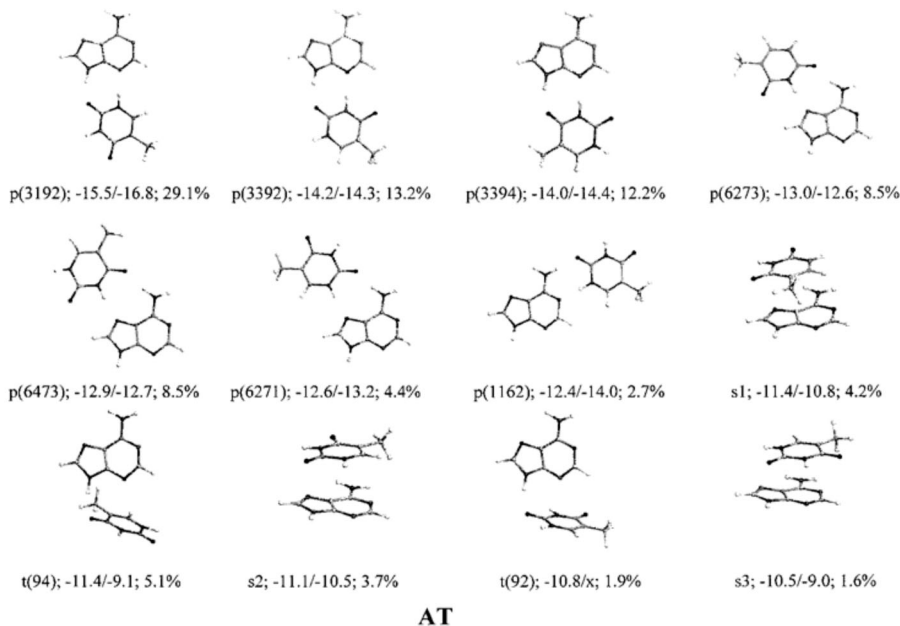 p(3192); -15.5/-16.8; 29.1%
p(3392); -14.2/-14.3; 13.2%
p(3394); -14.0/-14.4; 12.2%
p(6273); -13.0/-12.6; 8.5%
p(6473); -12.9/-12.7; 8.5%
p(6271); -12.6/-13.2; 4.4%
p(1162); -12.4/-14.0; 2.7%
s1; -11.4/-10.8; 4.2%
t(94); -11.4/-9.1; 5.1%
s2; -11.1/-10.5; 3.7%
t(92); -10.8/x; 1.9%
s3; -10.5/-9.0; 1.6%
AT